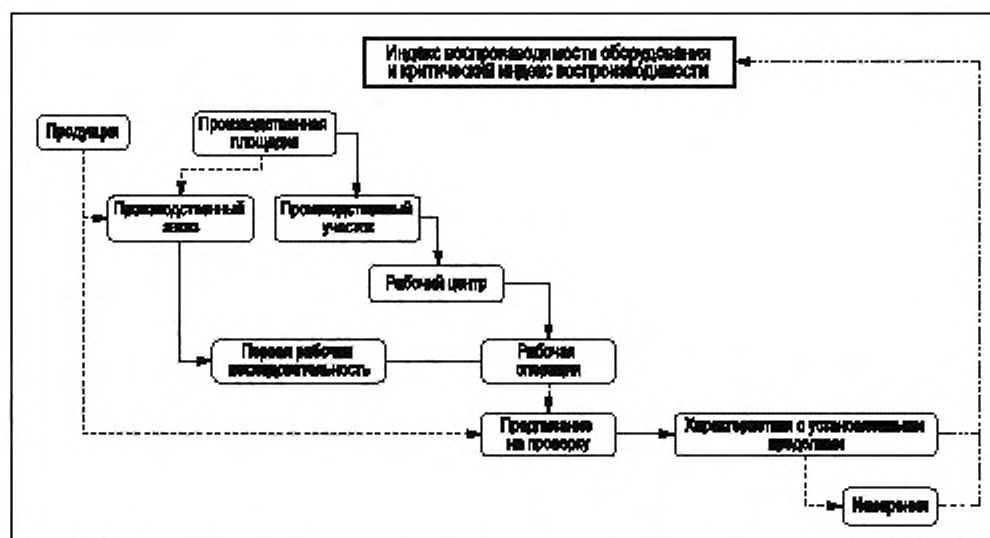 Индекс воспроизводимости оборудования
и критический индекс воспроизводимости
Продукция
Производственная
площадка
Производственный
заказ
Производственный
участок
Рабочий центр
Первая рабочая
последовательность
Рабочая
операция
Предписание
на проверку
Характеристики с установленными
пределами
Измерения